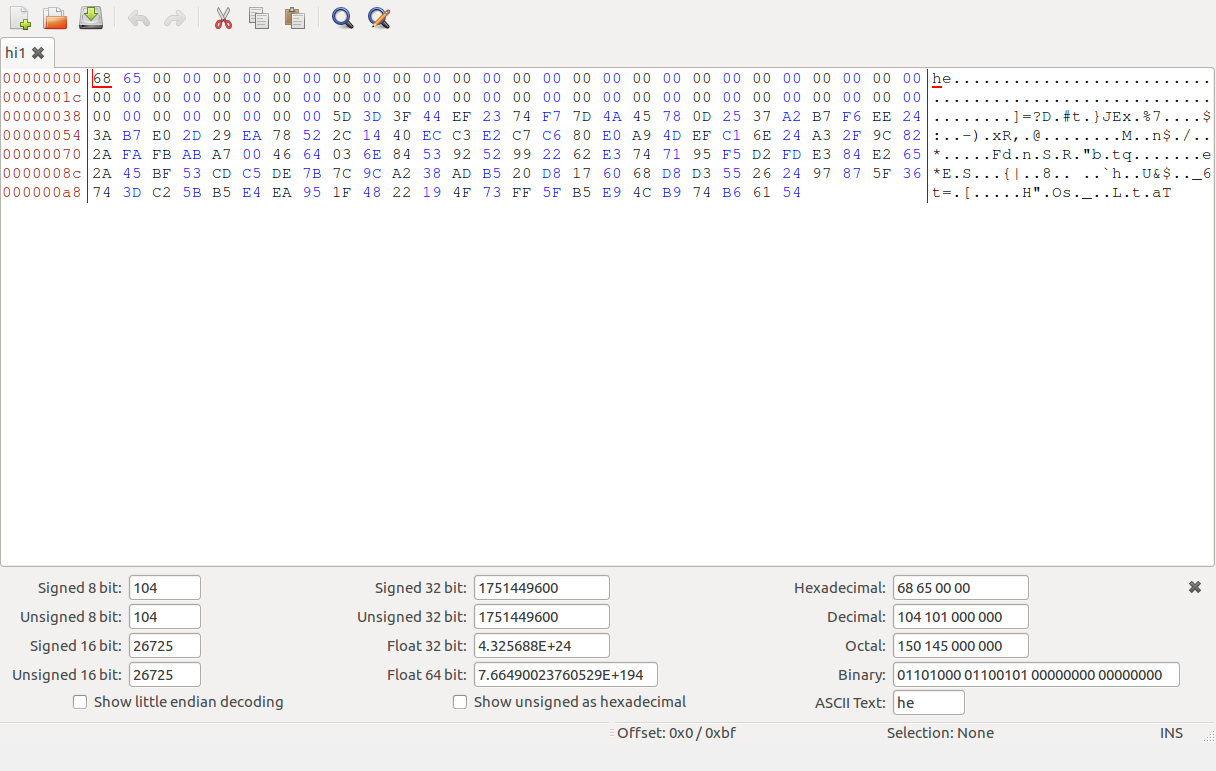 hi1
00000000 68 65 00 00 00 00 00 00 00 00 00 00 00 00 00 00 00 00 00 00 00 00 00 00 00 00 00 00 he..........................
0000001c 00 00 00 00 00 00 00 00 00 00 00 00 00 00 00 00 00 00 00 00 00 00 00 00 00 00 00 00 ............................
00000038 00 00 00 00 00 00 00 00 5D 3D 3F 44 EF 23 74 F7 7D 4A 45 78 0D 25 37 A2 B7 F6 EE 24 ........]=?D.#t.}JEx.%7....$
00000054 3A B7 E0 2D 29 EA 78 52 2C 14 40 EC C3 E2 C7 C6 80 E0 A9 4D EF C1 6E 24 A3 2F 9C 82 :..-).xR,.@........M..n$./..
00000070 2A FA FB AB A7 00 46 64 03 6E 84 53 92 52 99 22 62 E3 74 71 95 F5 D2 FD E3 84 E2 65 *.....Fd.n.S.R."b.tq.......e
0000008c 2A 45 BF 53 CD C5 DE 7B 7C 9C A2 38 AD B5 20 D8 17 60 68 D8 D3 55 26 24 97 87 5F 36 *E.S...{|..8.. ..`h..U&$.._6
000000a8 74 3D C2 5B B5 E4 EA 95 1F 48 22 19 4F 73 FF 5F B5 E9 4C B9 74 B6 61 54 t=.[.....H".Os._..L.t.aT
Signed 8 bit: 104 Signed 32 bit: 1751449600 Hexadecimal: 68 65 00 00
Unsigned 8 bit: 104 Unsigned 32 bit: 1751449600 Decimal: 104 101 000 000
Signed 16 bit: 26725 Float 32 bit: 4.325688E+24 Octal: 150 145 000 000
Unsigned 16 bit: 26725 Float 64 bit: 7.66490023760529E+194 Binary: 01101000 01100101 00000000 00000000
Show little endian decoding Show unsigned as hexadecimal ASCII Text: he
Offset: 0x0 / 0xbf Selection: None INS